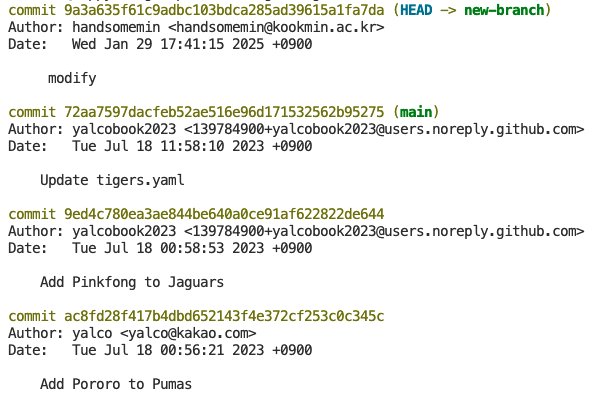 commit 9a3a635f61c9adbc103bdca285ad39615a1fa7da (HEAD -> new-branch)
Author: handsomemin <handsomemin@kookmin.ac.kr>
Date:   Wed Jan 29 17:41:15 2025 +0900
modify
commit 72aa7597dacfeb52ae516e96d171532562b95275 (main)
Author: yalcobook2023 <139784900+yalcobook2023@users.noreply.github.com>
Date:   Tue Jul 18 11:58:10 2023 +0900
Update tigers.yaml
commit 9ed4c780ea3ae844be640a0ce91af622822de644
Author: yalcobook2023 <139784900+yalcobook2023@users.noreply.github.com>
Date:   Tue Jul 18 00:58:53 2023 +0900
Add Pinkfong to Jaguars
commit ac8fd28f417b4dbd652143f4e372cf253c0c345c
Author: yalco <yalco@kakao.com>
Date:   Tue Jul 18 00:56:21 2023 +0900
Add Pororo to Pumas